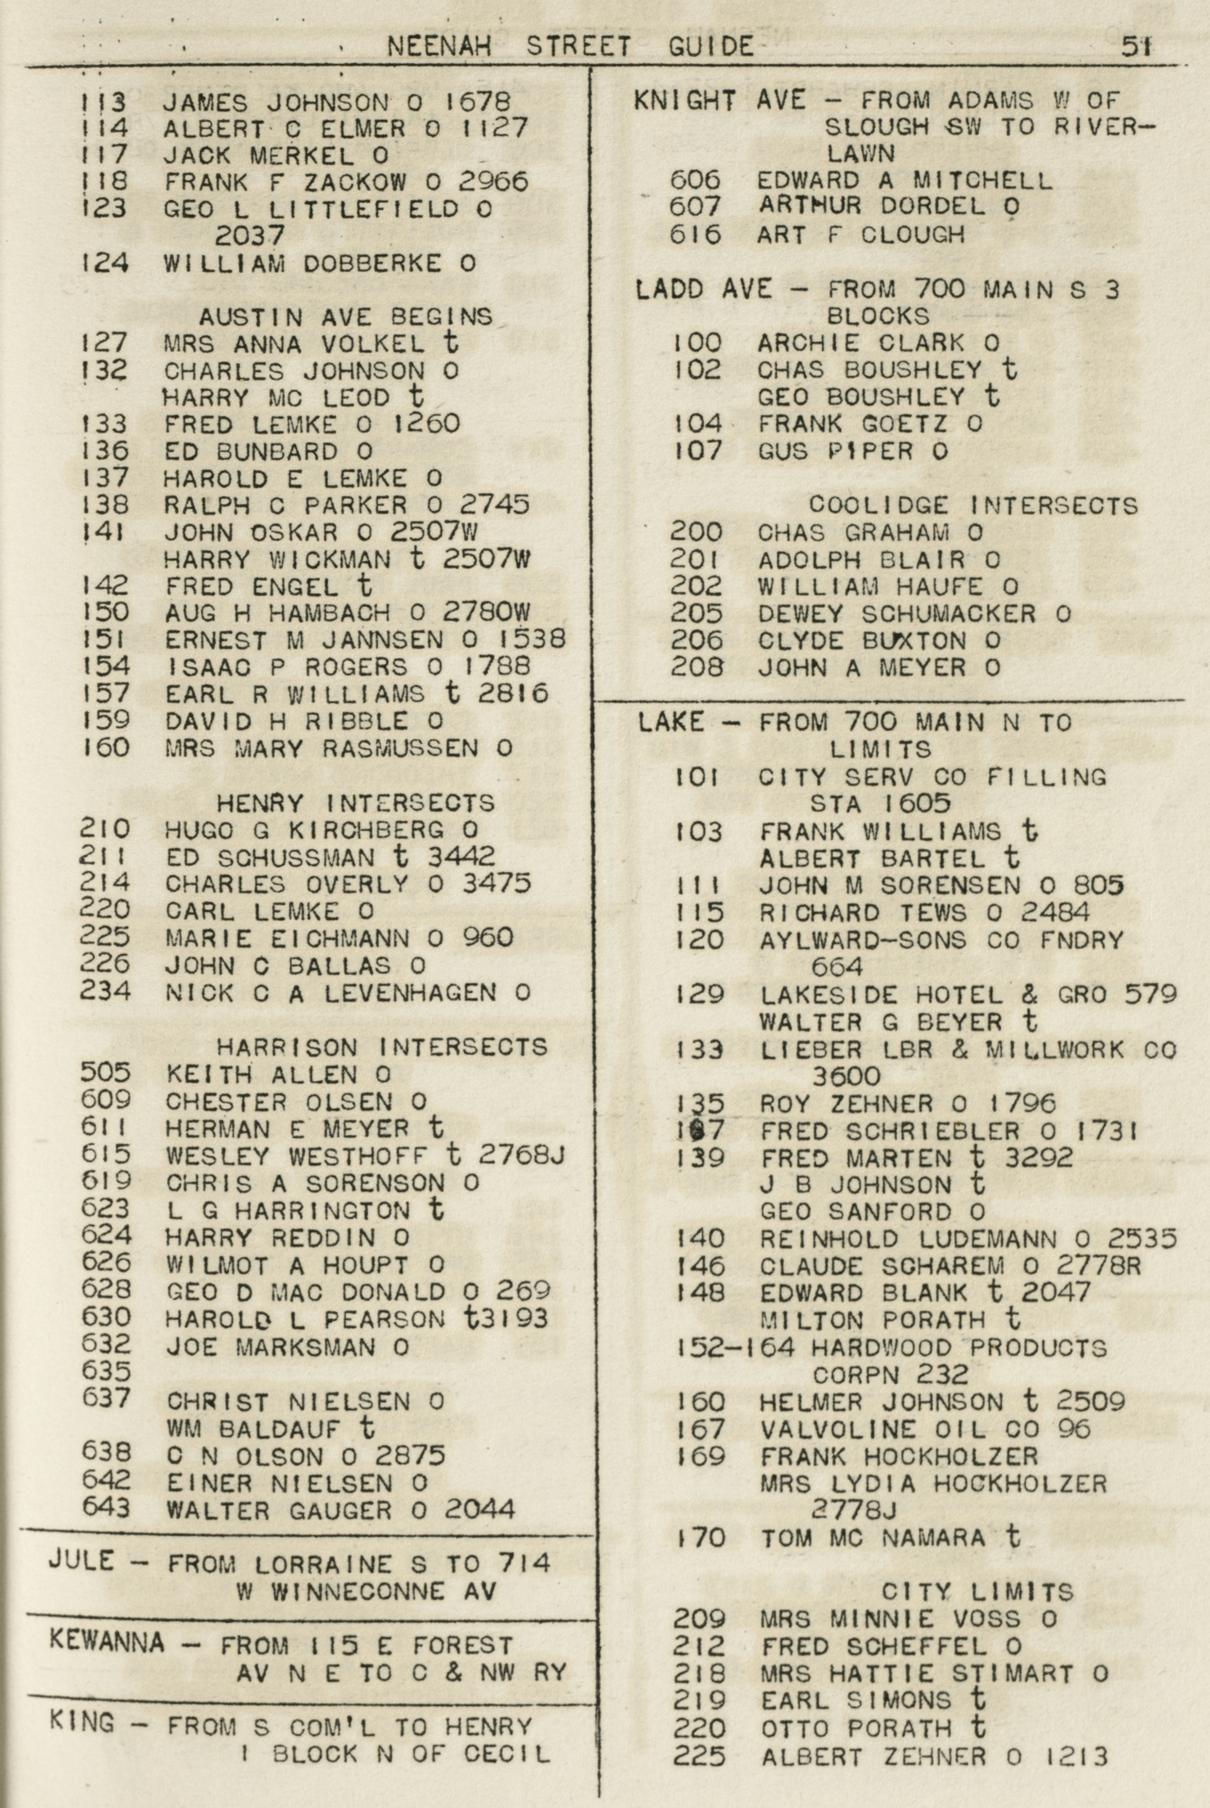 NEENAH STREET GUIDE 51
113 JAMES JOHNSON O 1678
114 ALBERT C ELMER O 1127
117 JACK MERKEL O
118 FRANK F ZACKOW O 2966
123 GEO L LITTLEFIELD O
2037
124 WILLIAM DOBBERKE O
AUSTIN AVE BEGINS
127 MRS ANNA VOLKEL t
132 CHARLES JOHNSON O
HARRY MC LEOD t
133 FRED LEMKE O 1260
136 ED BUNBARD O
137 HAROLD E LEMKE O
138 RALPH C PARKER O 2745
141 JOHN OSKAR O 2507W
HARRY WICKMAN t 2507W
142 FRED ENGEL t
150 AUG H HAMBACH O 2780W
151 ERNEST M JANNSEN O 1538
154 ISAAC P ROGERS O 1788
157 EARL R WILLIAMS t 2816
159 DAVID H RIBBLE O
160 MRS MARY RASMUSSEN O
HENRY INTERSECTS
210 HUGO G KIRCHBERG O
211 ED SCHUSSMAN t 3442
214 CHARLES OVERLY O 3475
220 CARL LEMKE O
225 MARIE EICHMANN O 960
226 JOHN C BALLAS O
234 NICK C A LEVENHAGEN O
HARRISON INTERSECTS
505 KEITH ALLEN O
609 CHESTER OLSEN O
611 HERMAN E MEYER t
615 WESLEY WESTHOFF t 2768J
619 CHRIS A SORENSON O
623 L G HARRINGTON t
624 HARRY REDDIN O
626 WILMOT A HOUPT O
628 GEO D MAC DONALD O 269
630 HAROLD L PEARSON t3193
632 JOE MARKSMAN O
635
637 CHRIST NIELSEN O
WM BALDAUF t
638 C N OLSON O 2875
642 EINER NIELSEN O
643 WALTER GAUGER O 2044
JULE – FROM LORRAINE S TO 714
W WINNECONNE AV
KEWANNA – FROM 115 E FOREST
AV N E TO C & NW RY
KING – FROM S COM'L TO HENRY
1 BLOCK N OF CECIL
KNIGHT AVE – FROM ADAMS W OF
SLOUGH SW TO RIVER–
LAWN
606 EDWARD A MITCHELL
607 ARTHUR DORDEL O
616 ART F CLOUGH
LADD AVE – FROM 700 MAIN S 3
BLOCKS
100 ARCHIE CLARK O
102 CHAS BOUSHLEY t
GEO BOUSHLEY t
104 FRANK GOETZ O
107 GUS PIPER O
COOLIDGE INTERSECTS
200 CHAS GRAHAM O
201 ADOLPH BLAIR O
202 WILLIAM HAUFE O
205 DEWEY SCHUMACKER O
206 CLYDE BUXTON O
208 JOHN A MEYER O
LAKE – FROM 700 MAIN N TO
LIMITS
101 CITY SERV CO FILLING
STA 1605
103 FRANK WILLIAMS t
ALBERT BARTEL t
111 JOHN M SORENSEN O 805
115 RICHARD TEWS O 2484
120 AYLWARD–SONS CO FNDRY
664
129 LAKESIDE HOTEL & GRO 579
WALTER G BEYER t
133 LIEBER LBR & MILLWORK CO
3600
135 ROY ZEHNER O 1796
FRED SCHRIEBLER O 1731
139 FRED MARTEN t 3292
J B JOHNSON t
GEO SANFORD O
140 REINHOLD LUDEMANN O 2535
146 CLAUDE SCHAREM O 2778R
148 EDWARD BLANK t 2047
MILTON PORATH t
152–164 HARDWOOD PRODUCTS
CORPN 232
160 HELMER JOHNSON t 2509
167 VALVOLINE OIL CO 96
169 FRANK HOCKHOLZER
MRS LYDIA HOCKHOLZER
2778J
170 TOM MC NAMARA t
CITY LIMITS
209 MRS MINNIE VOSS O
212 FRED SCHEFFEL O
218 MRS HATTIE STIMART O
219 EARL SIMONS t
220 OTTO PORATH t
225 ALBERT ZEHNER O 1213